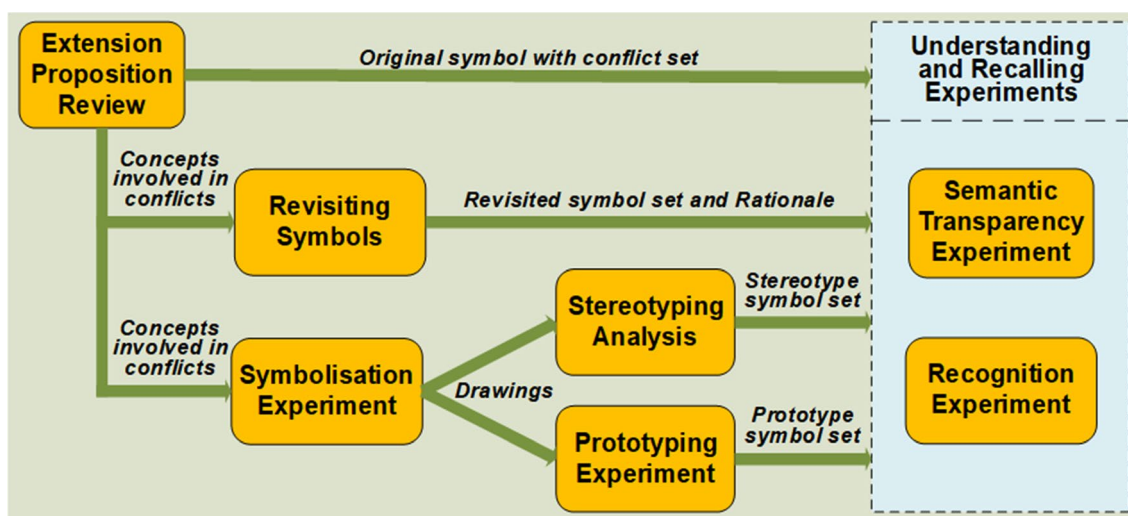 Extension
Proposition
Review
Original symbol with conflict set
Understanding
and Recalling
Experiments
Concepts
involved in
conflicts
Revisiting
Symbols
Revisited symbol set and Rationale
Semantic
Transparency
Experiment
Concepts
involved in
conflicts
Symbolisation
Experiment
Drawings
Stereotyping
Analysis
Stereotype
symbol set
Prototyping
Experiment
Prototype
symbol set
Recognition
Experiment